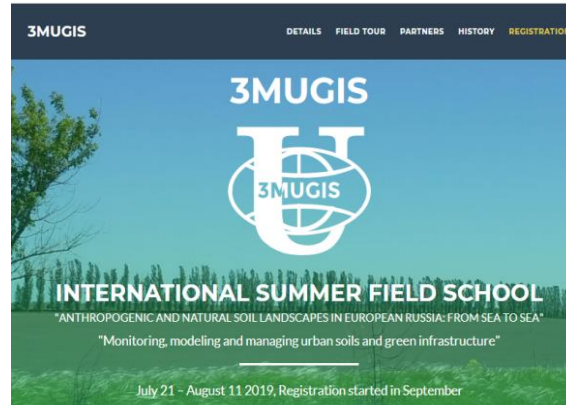 3MUGIS
DETAILS FIELD TOUR PARTNERS HISTORY REGISTRATION
3MUGIS
U
3MUGIS
INTERNATIONAL SUMMER FIELD SCHOOL
"ANTHROPOGENIC AND NATURAL SOIL LANDSCAPES IN EUROPEAN RUSSIA: FROM SEA TO SEA"
"Monitoring, modeling and managing urban soils and green infrastructure"
July 21 – August 11 2019, Registration started in September